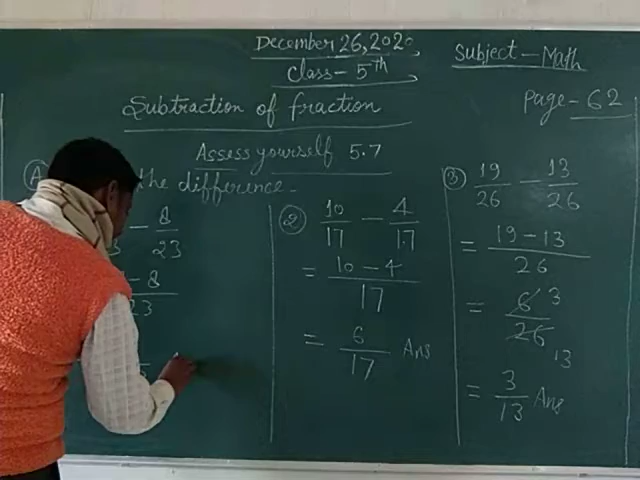 December 26, 2020
Subject - Math
Class - 5th
Page - 62
Subtraction of fraction
Assess yourself 5.7
(A) the difference.
- 8/23
- 8
23
② 10/17 - 4/17
= 10 - 4 / 17
= 6/17 Ans
③ 19/26 - 13/26
= 19 - 13 / 26
= 6 3 / 26 13
= 3/13 Ans